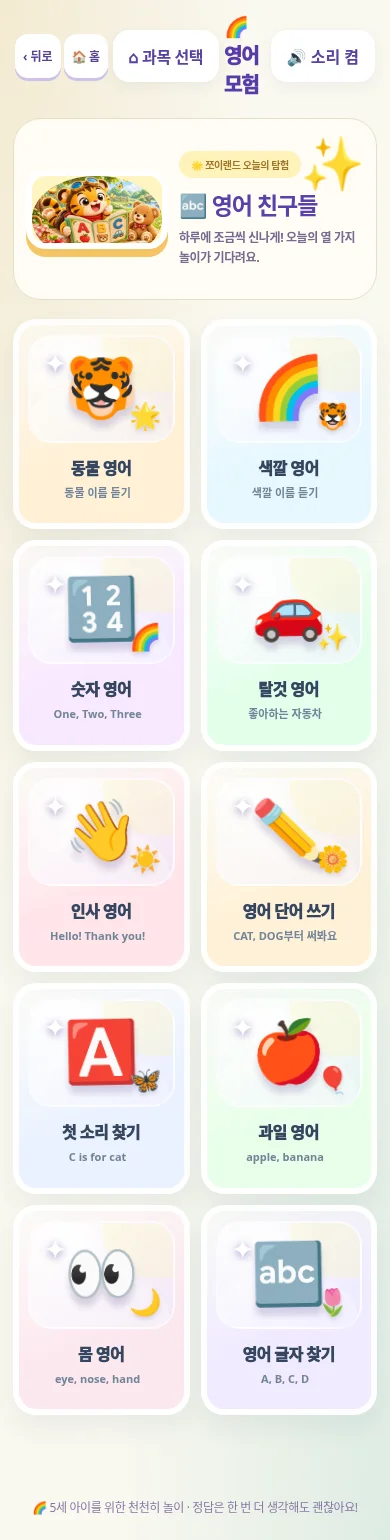 ‹ 뒤로
🏠 홈
⌂ 과목 선택
🌈 영어 모험
🔊 소리 켬
🌟 쪼이랜드 오늘의 탐험
🔤 영어 친구들
하루에 조금씩 신나게! 오늘의 열 가지
놀이가 기다려요.
A B C
동물 영어
동물 이름 듣기
색깔 영어
색깔 이름 듣기
1 2
3 4
숫자 영어
One, Two, Three
탈것 영어
좋아하는 자동차
인사 영어
Hello! Thank you!
영어 단어 쓰기
CAT, DOG부터 써봐요
A
첫 소리 찾기
C is for cat
과일 영어
apple, banana
몸 영어
eye, nose, hand
abc
영어 글자 찾기
A, B, C, D
🌈 5세 아이를 위한 천천히 놀이 · 정답은 한 번 더 생각해도 괜찮아요!